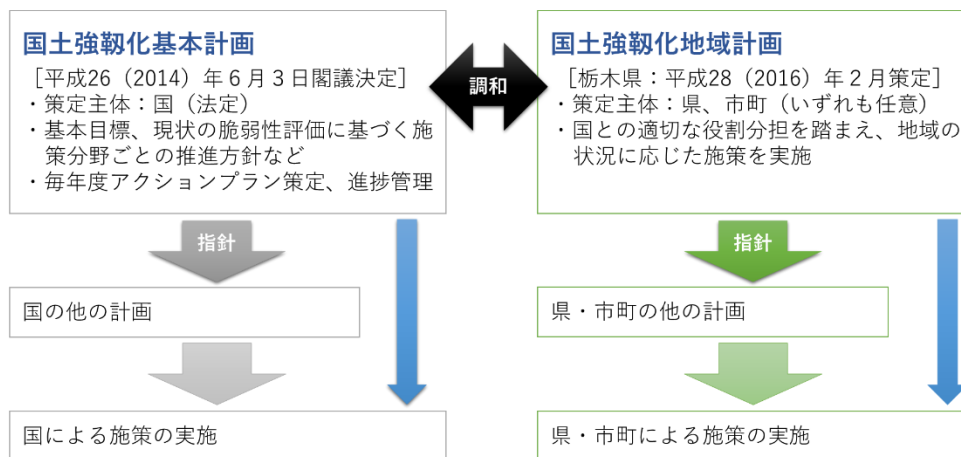 国土強靱化基本計画
［平成26（2014）年６月３日閣議決定］
・策定主体：国（法定）
・基本目標、現状の脆弱性評価に基づく施
策分野ごとの推進方針など
・毎年度アクションプラン策定、進捗管理
調和
国土強靱化地域計画
［栃木県：平成28（2016）年２月策定］
・策定主体：県、市町（いずれも任意）
・国との適切な役割分担を踏まえ、地域の
状況に応じた施策を実施
指針
指針
国の他の計画
県・市町の他の計画
国による施策の実施
県・市町による施策の実施